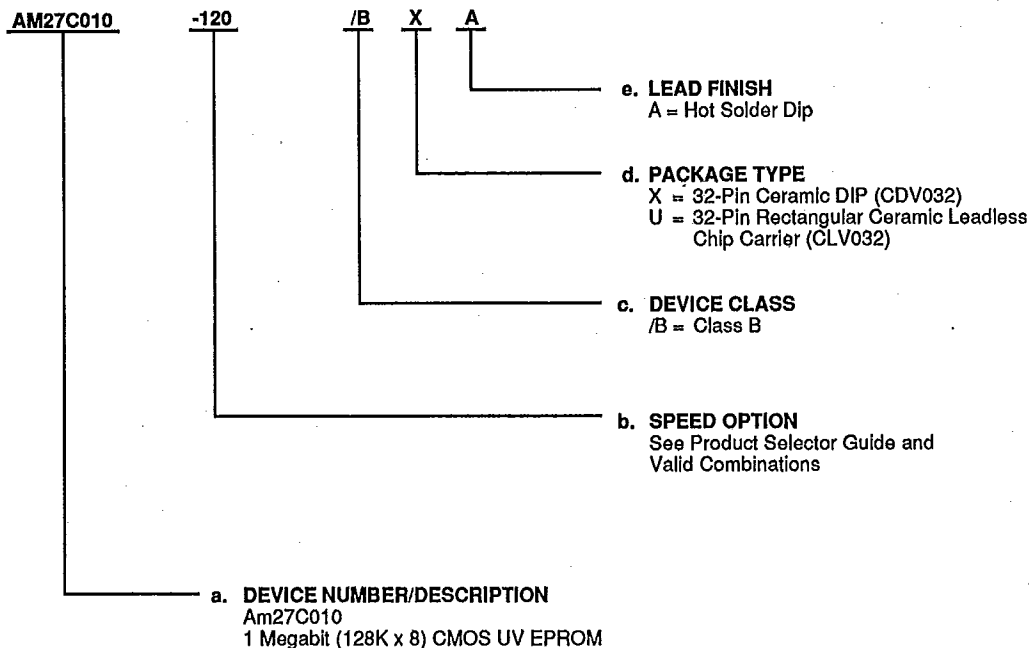 AM27C010 -120 /B X A
e. LEAD FINISH
A = Hot Solder Dip
d. PACKAGE TYPE
X = 32-Pin Ceramic DIP (CDV032)
U = 32-Pin Rectangular Ceramic Leadless
Chip Carrier (CLV032)
c. DEVICE CLASS
/B = Class B
b. SPEED OPTION
See Product Selector Guide and
Valid Combinations
a. DEVICE NUMBER/DESCRIPTION
Am27C010
1 Megabit (128K x 8) CMOS UV EPROM